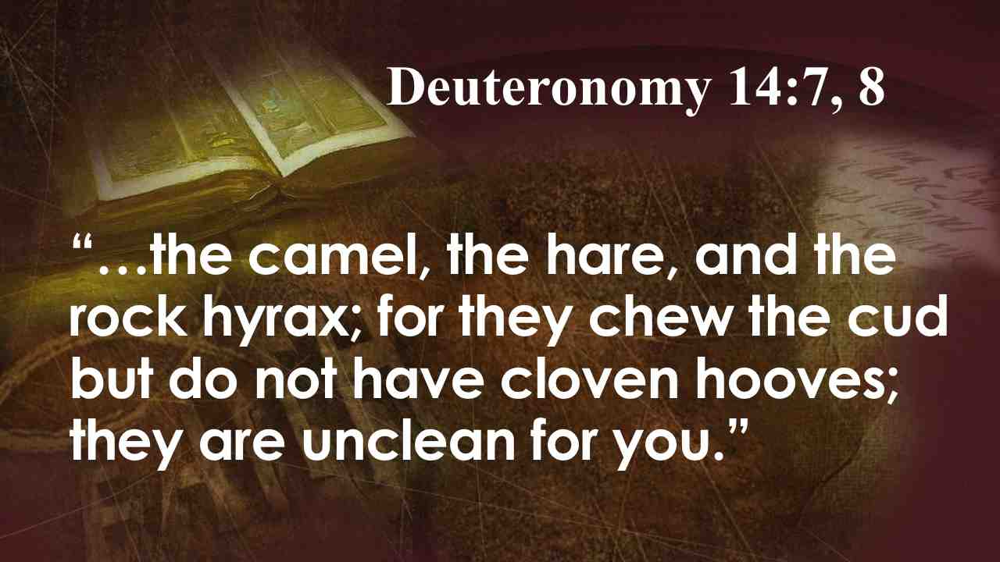 Deuteronomy 14:7, 8
“…the camel, the hare, and the
rock hyrax; for they chew the cud
but do not have cloven hooves;
they are unclean for you.”